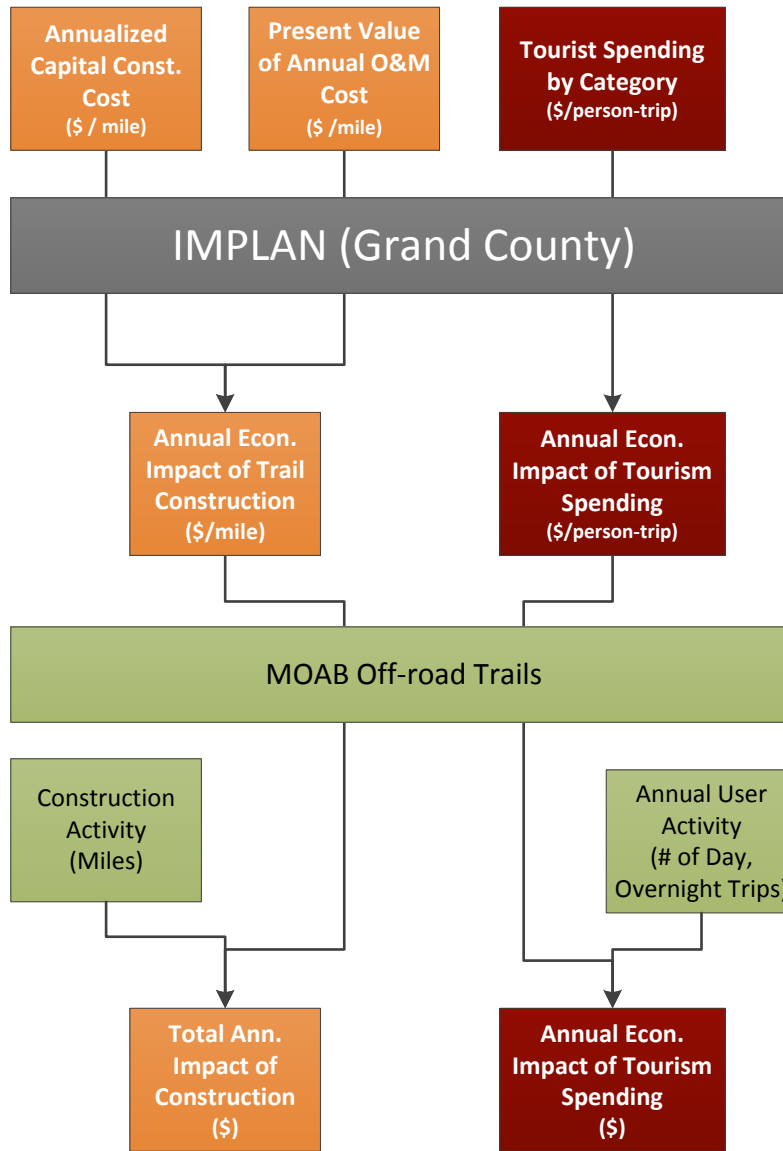 Annualized
Capital Const.
Cost
($ / mile)
Present Value
of Annual O&M
Cost
($ /mile)
Tourist Spending
by Category
($/person-trip)
IMPLAN (Grand County)
Annual Econ.
Impact of Trail
Construction
($/mile)
Annual Econ.
Impact of Tourism
Spending
($/person-trip)
MOAB Off-road Trails
Construction
Activity
(Miles)
Annual User
Activity
(# of Day,
Overnight Trips)
Total Ann.
Impact of
Construction
($)
Annual Econ.
Impact of Tourism
Spending
($)